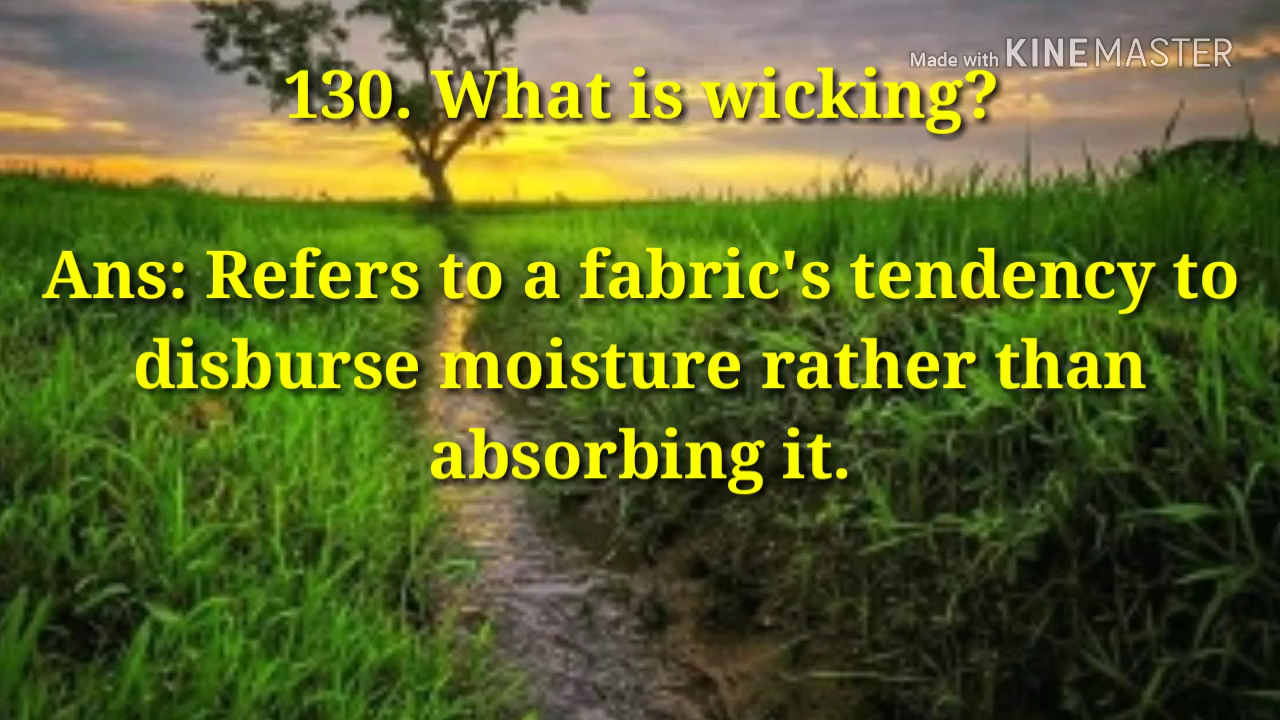 Made with KINEMASTER
130. What is wicking?
Ans: Refers to a fabric's tendency to
disburse moisture rather than
absorbing it.